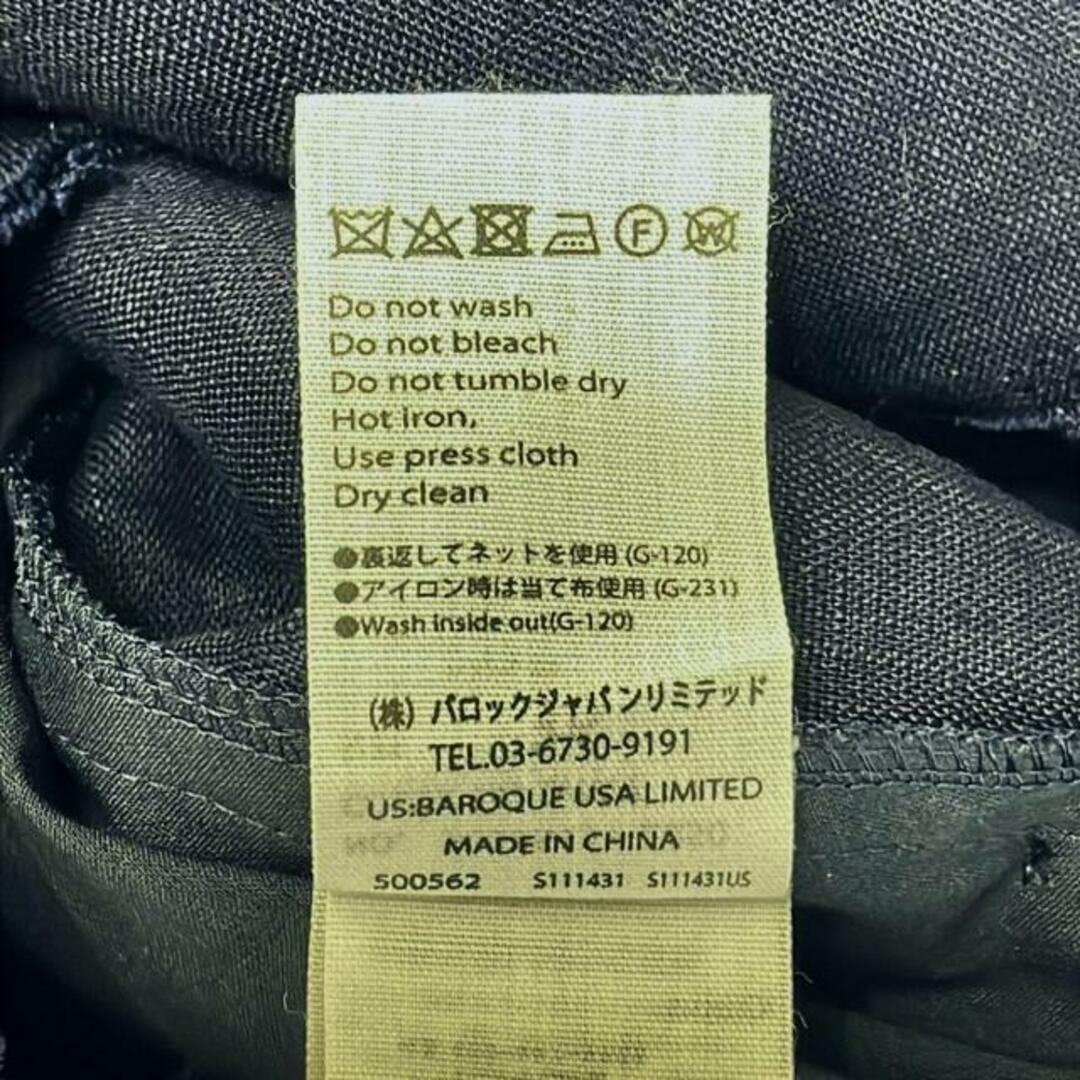 F W
Do not wash
Do not bleach
Do not tumble dry
Hot iron,
Use press cloth
Dry clean
●裏返してネットを使用 (G-120)
●アイロン時は当て布使用 (G-231)
●Wash inside out(G-120)
(株) バロックジャパンリミテッド
TEL.03-6730-9191
US:BAROQUE USA LIMITED
MADE IN CHINA
500562 S111431 S111431US